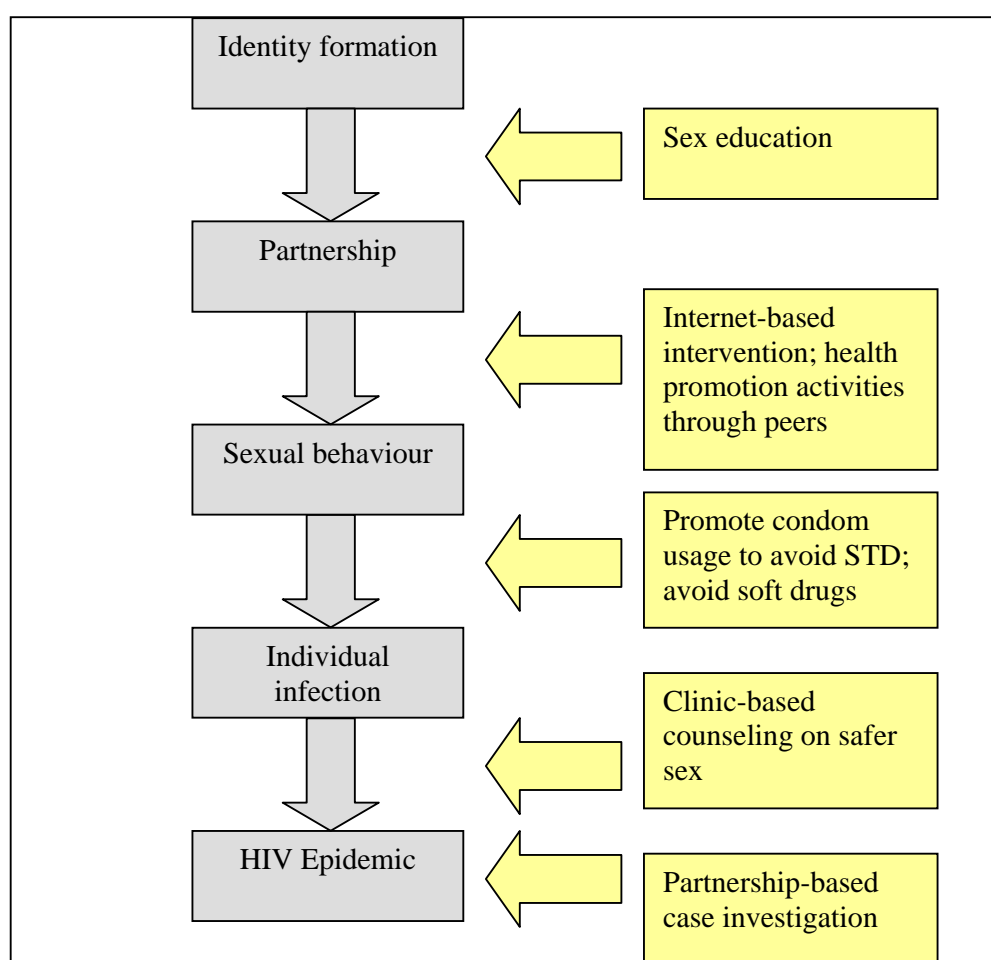 Identity formation
Sex education
Partnership
Internet-based
intervention; health
promotion activities
through peers
Sexual behaviour
Promote condom
usage to avoid STD;
avoid soft drugs
Individual
infection
Clinic-based
counseling on safer
sex
HIV Epidemic
Partnership-based
case investigation